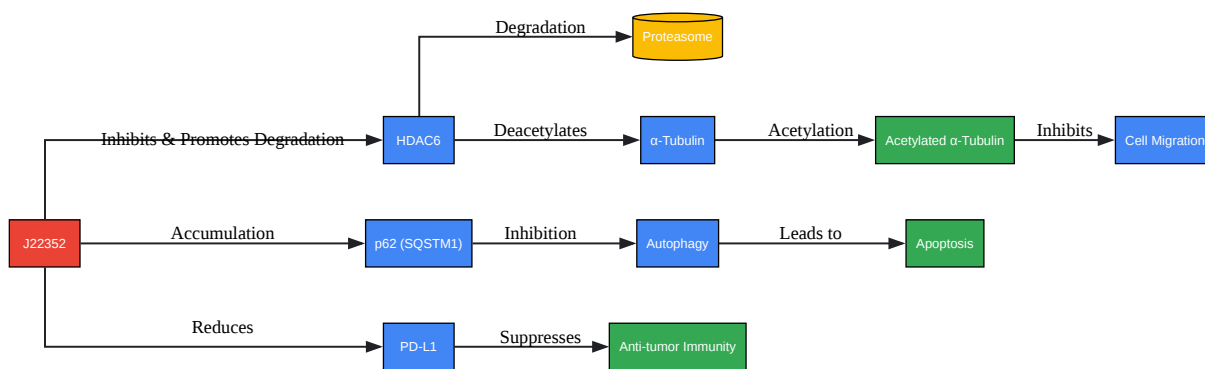 Degradation
Proteasome
Inhibits & Promotes Degradation
HDAC6
Deacetylates
α-Tubulin
Acetylation
Acetylated α-Tubulin
Inhibits
Cell Migration
J22352
Accumulation
p62 (SQSTM1)
Inhibition
Autophagy
Leads to
Apoptosis
Reduces
PD-L1
Suppresses
Anti-tumor Immunity